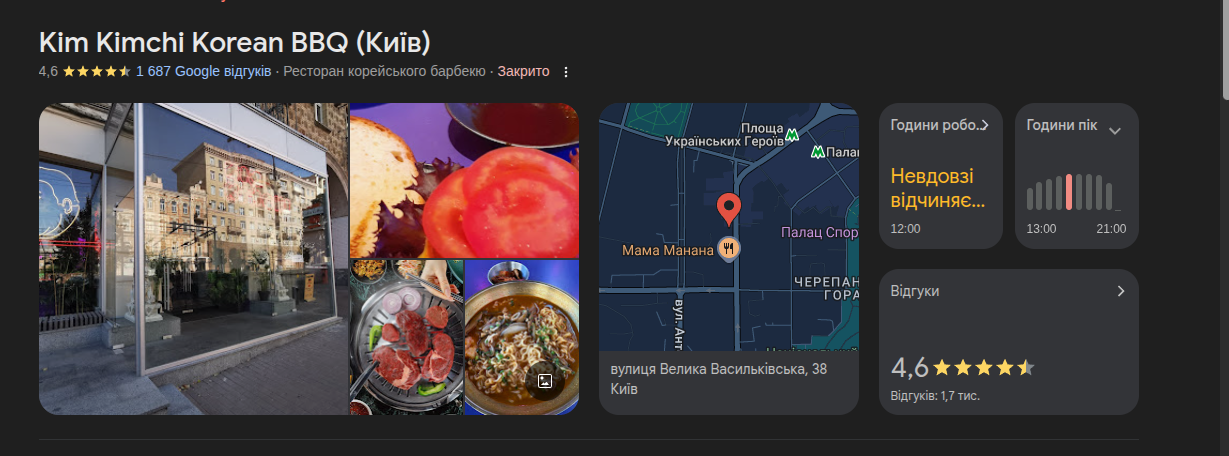 Kim Kimchi Korean BBQ (Київ)
4,6 1 687 Google відгуків · Ресторан корейського барбекю · Закрито
Площа
Українських Героїв
Пала
Палац Спор
Мама Манана
ЧЕРЕПАН
ГОРА
вул. Ант
вулиця Велика Васильківська, 38
Київ
Години робо...
Невдовзі
відчиняє...
12:00
Години пік
13:00 21:00
Відгуки
4,6
Відгуків: 1,7 тис.